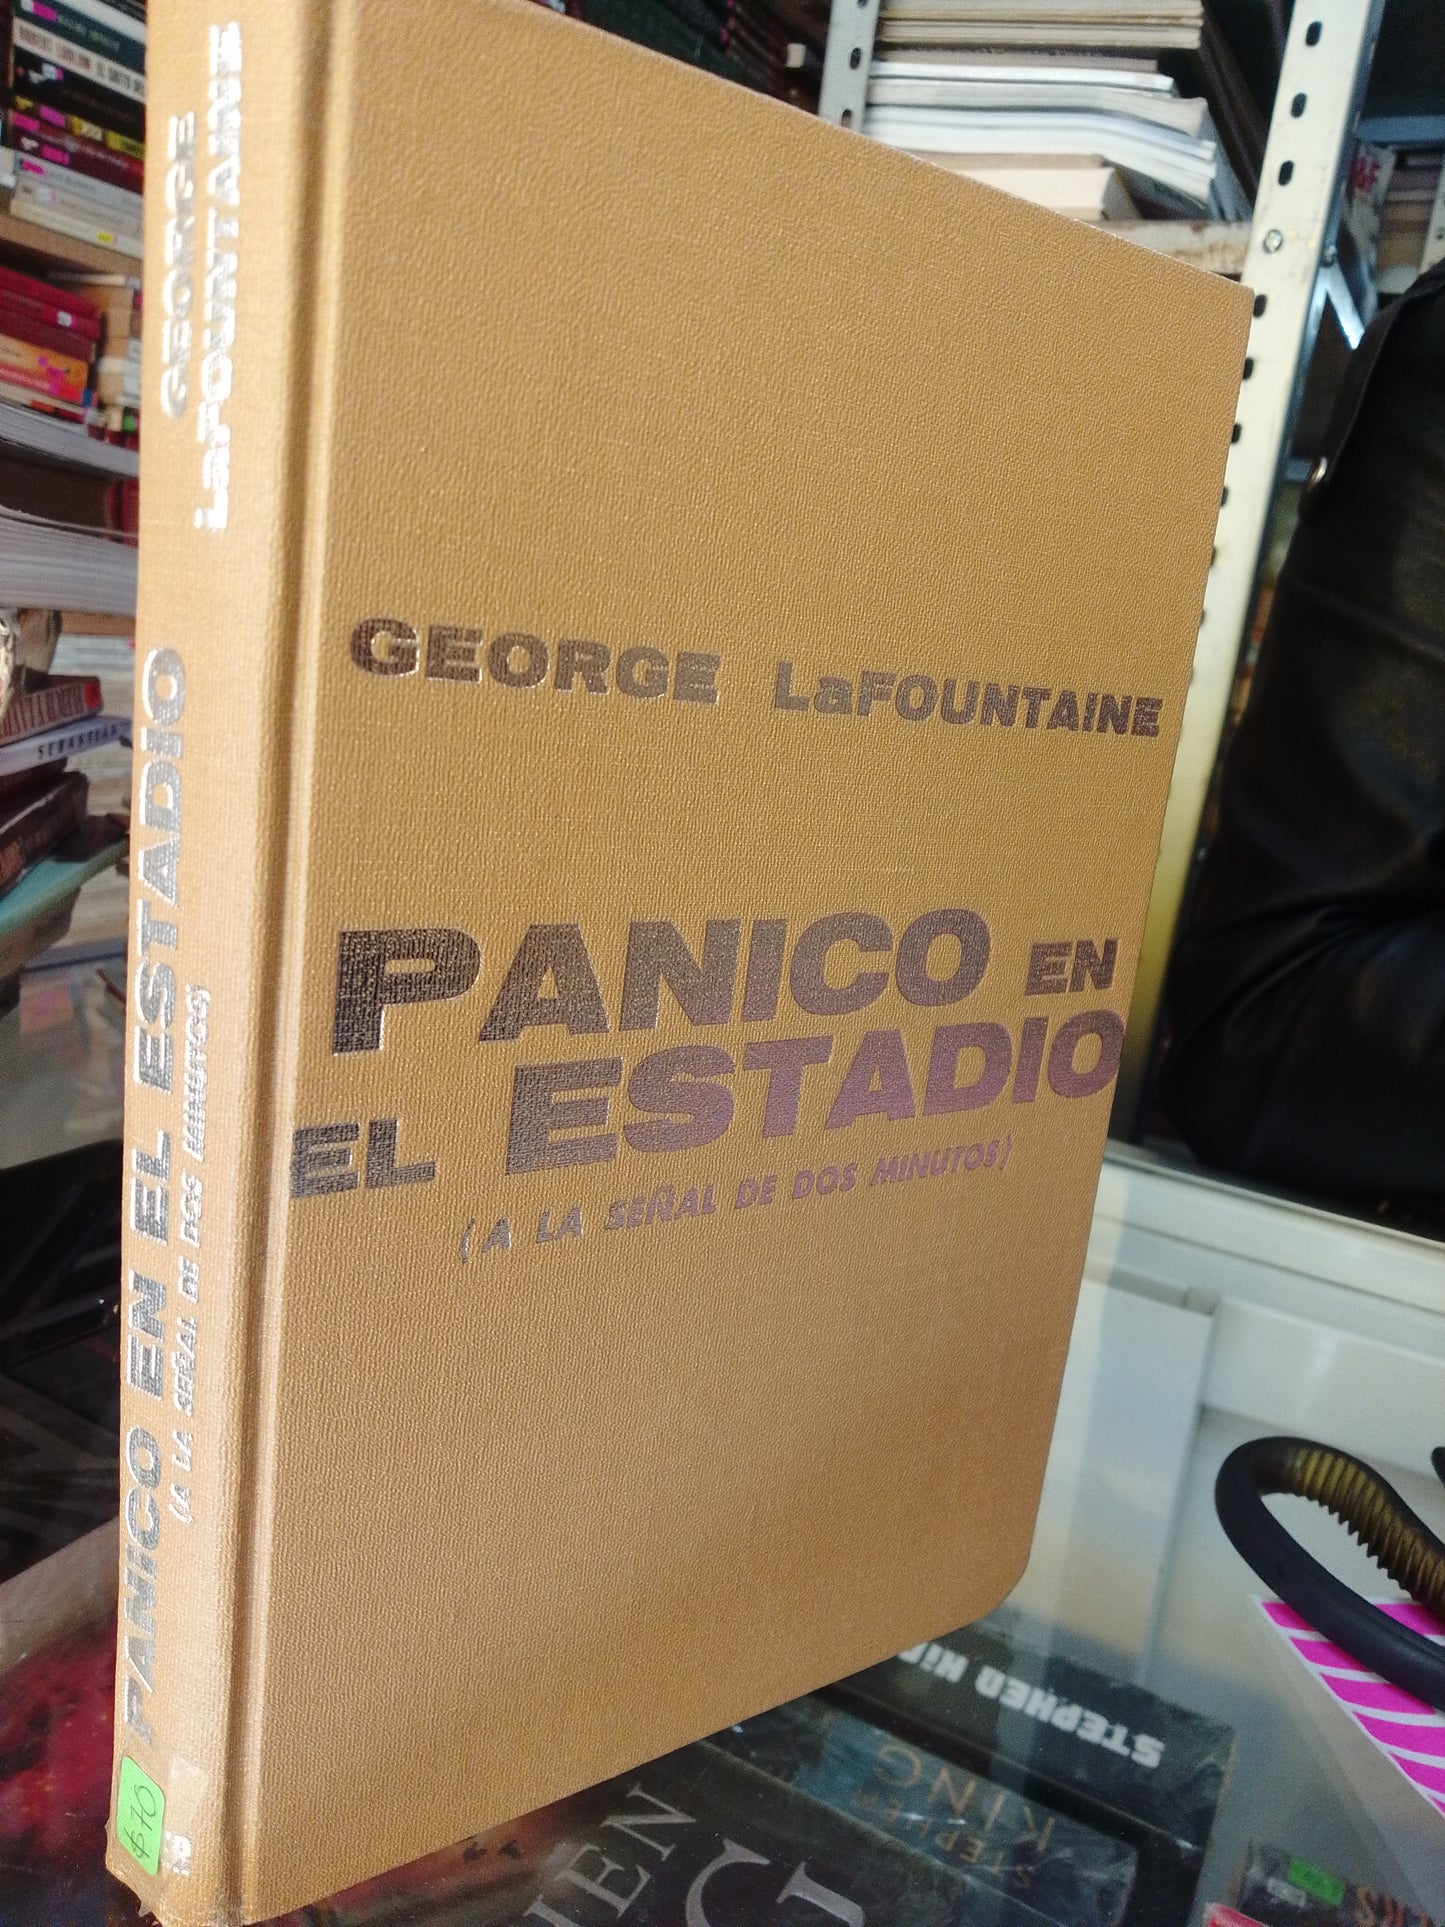 GEORGE LaFOUNTAINE
PANICO EN
EL ESTADIO
(A LA SEÑAL DE DOS MINUTOS)
GEORGE
LaFOUNTAINE
PANICO EN EL ESTADIO
(A LA SEÑAL DE DOS MINUTOS)
$70
STEPHEN
STEPHEN
KING